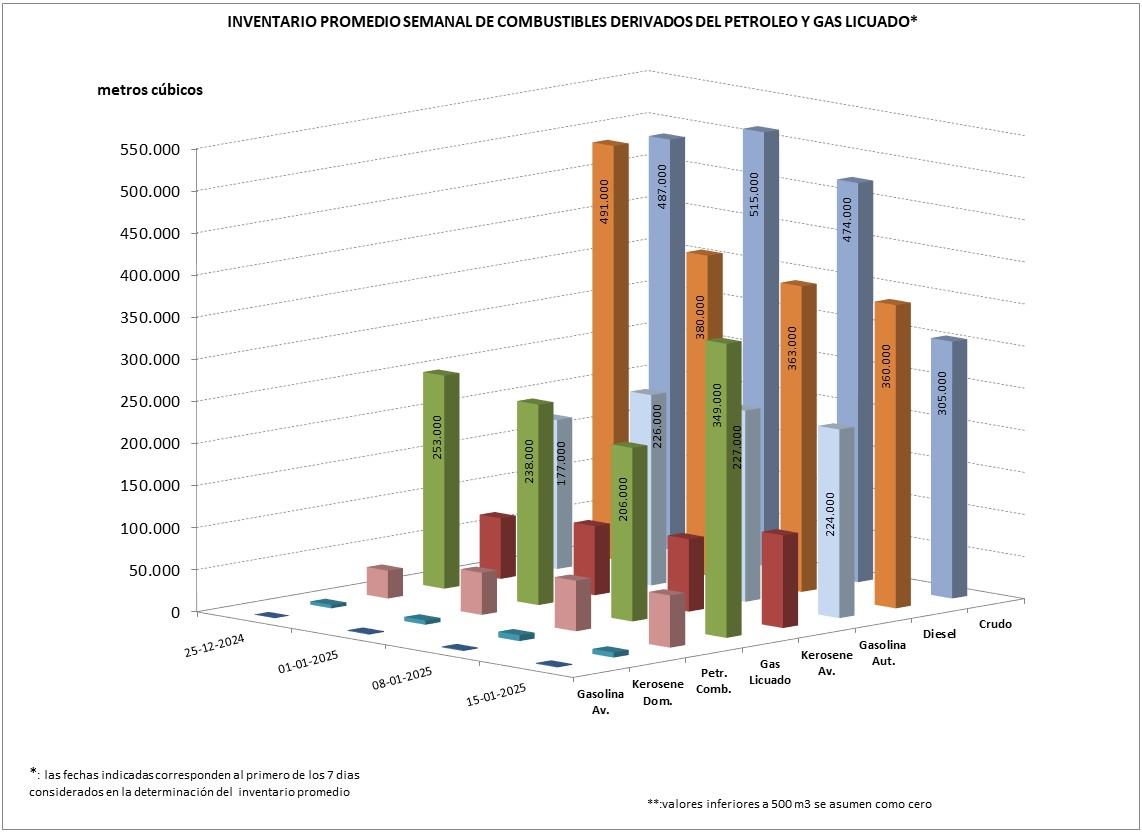 INVENTARIO PROMEDIO SEMANAL DE COMBUSTIBLES DERIVADOS DEL PETROLEO Y GAS LICUADO*
metros cúbicos
550.000
500.000
450.000
400.000
350.000
300.000
250.000
200.000
150.000
100.000
50.000
0
491.000
487.000
515.000
474.000
380.000
363.000
360.000
305.000
253.000
238.000
177.000
226.000
206.000
349.000
227.000
224.000
25-12-2024
01-01-2025
08-01-2025
15-01-2025
Gasolina
Av.
Kerosene
Dom.
Petr.
Comb.
Gas
Licuado
Kerosene
Av.
Gasolina
Aut.
Diesel
Crudo
*: las fechas indicadas corresponden al primero de los 7 dias
considerados en la determinación del inventario promedio
**:valores inferiores a 500 m3 se asumen como cero